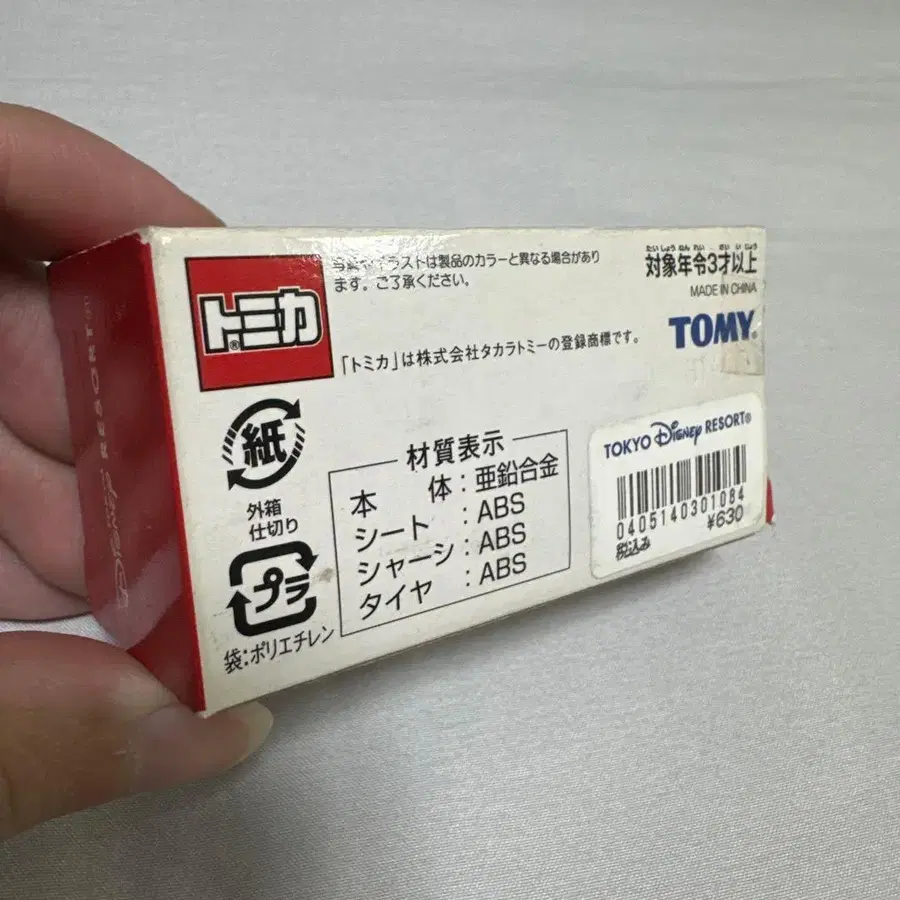 トミカ®
写真やイラストは製品のカラーと異なる場合があり
ます。ご了承ください。
たい しょう ねん れい さい い じょう
対象年令3才以上
MADE IN CHINA
TOMY®
「トミカ」は株式会社タカラトミーの登録商標です。
紙
外箱
仕切り
プラ
袋:ポリエチレン
材質表示
本 体 : 亜鉛合金
シート : ABS
シャーシ : ABS
タイヤ : ABS
TOKYO Disney RESORT®
0405140301084
¥630
税込み
Disney RESORT